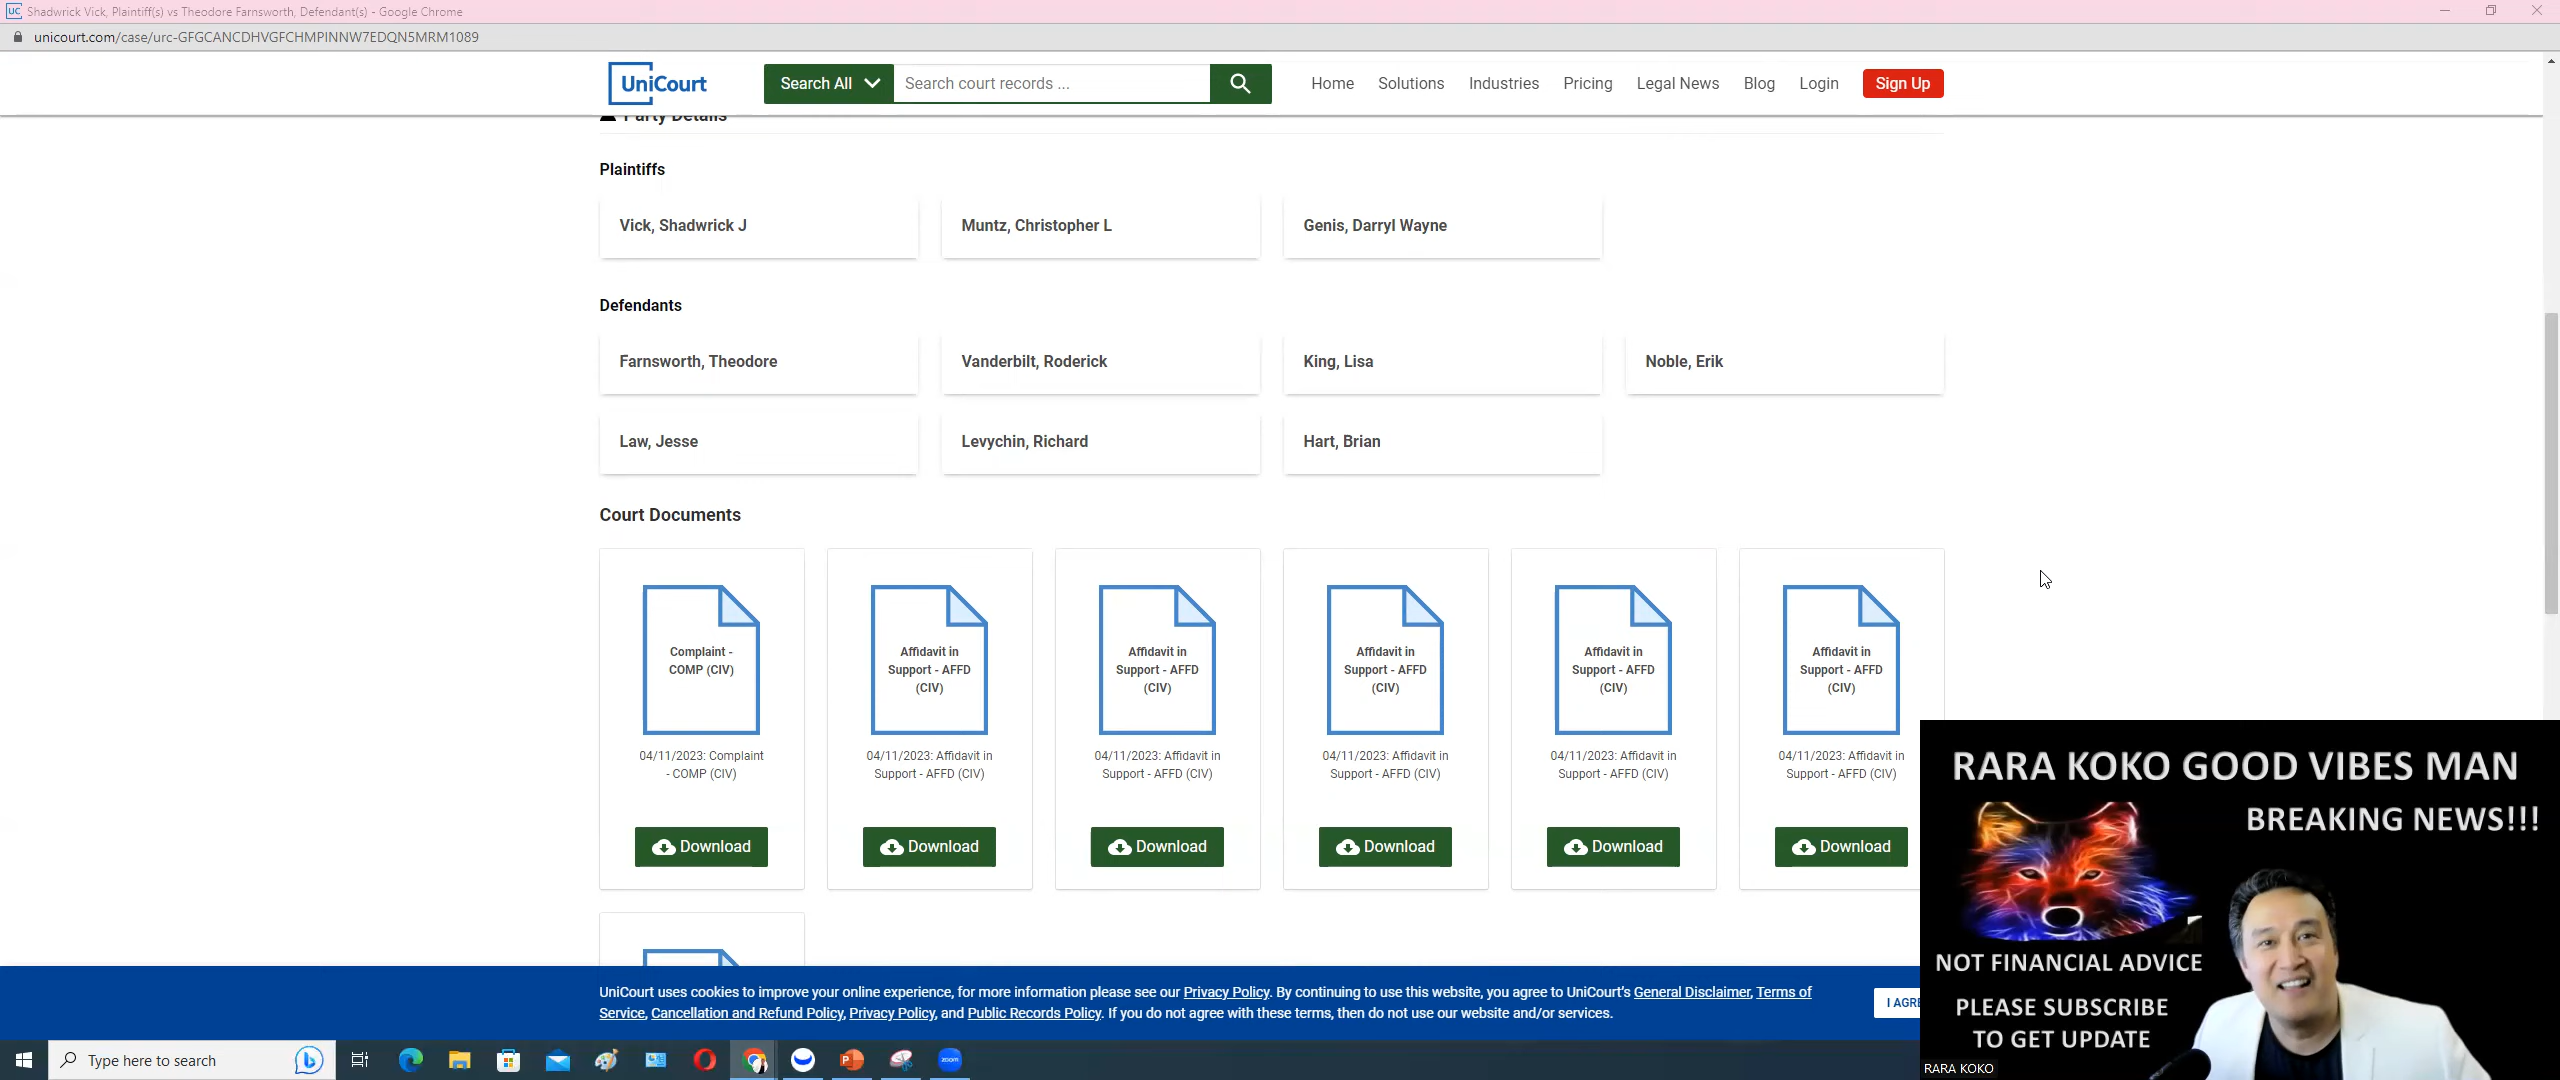 Shadwrick Vick, Plaintiff(s) vs Theodore Farnsworth, Defendant(s) - Google Chrome
unicourt.com/case/urc-GFGCANCDHVGFCHMPINNW7EDQN5MRM1089
UniCourt
Search All
Search court records ...
Home Solutions Industries Pricing Legal News Blog Login Sign Up
Party Details
Plaintiffs
Vick, Shadwrick J
Muntz, Christopher L
Genis, Darryl Wayne
Defendants
Farnsworth, Theodore
Vanderbilt, Roderick
King, Lisa
Noble, Erik
Law, Jesse
Levychin, Richard
Hart, Brian
Court Documents
Complaint -
COMP (CIV)
04/11/2023: Complaint
- COMP (CIV)
Download
Affidavit in
Support - AFFD
(CIV)
04/11/2023: Affidavit in
Support - AFFD (CIV)
Download
Affidavit in
Support - AFFD
(CIV)
04/11/2023: Affidavit in
Support - AFFD (CIV)
Download
Affidavit in
Support - AFFD
(CIV)
04/11/2023: Affidavit in
Support - AFFD (CIV)
Download
Affidavit in
Support - AFFD
(CIV)
04/11/2023: Affidavit in
Support - AFFD (CIV)
Download
Affidavit in
Support - AFFD
(CIV)
04/11/2023: Affidavit in
Support - AFFD (CIV)
Download
UniCourt uses cookies to improve your online experience, for more information please see our Privacy Policy. By continuing to use this website, you agree to UniCourt's General Disclaimer, Terms of
Service, Cancellation and Refund Policy, Privacy Policy, and Public Records Policy. If you do not agree with these terms, then do not use our website and/or services.
I AGRE
RARA KOKO GOOD VIBES MAN
BREAKING NEWS!!!
NOT FINANCIAL ADVICE
PLEASE SUBSCRIBE
TO GET UPDATE
RARA KOKO
Type here to search
zoom